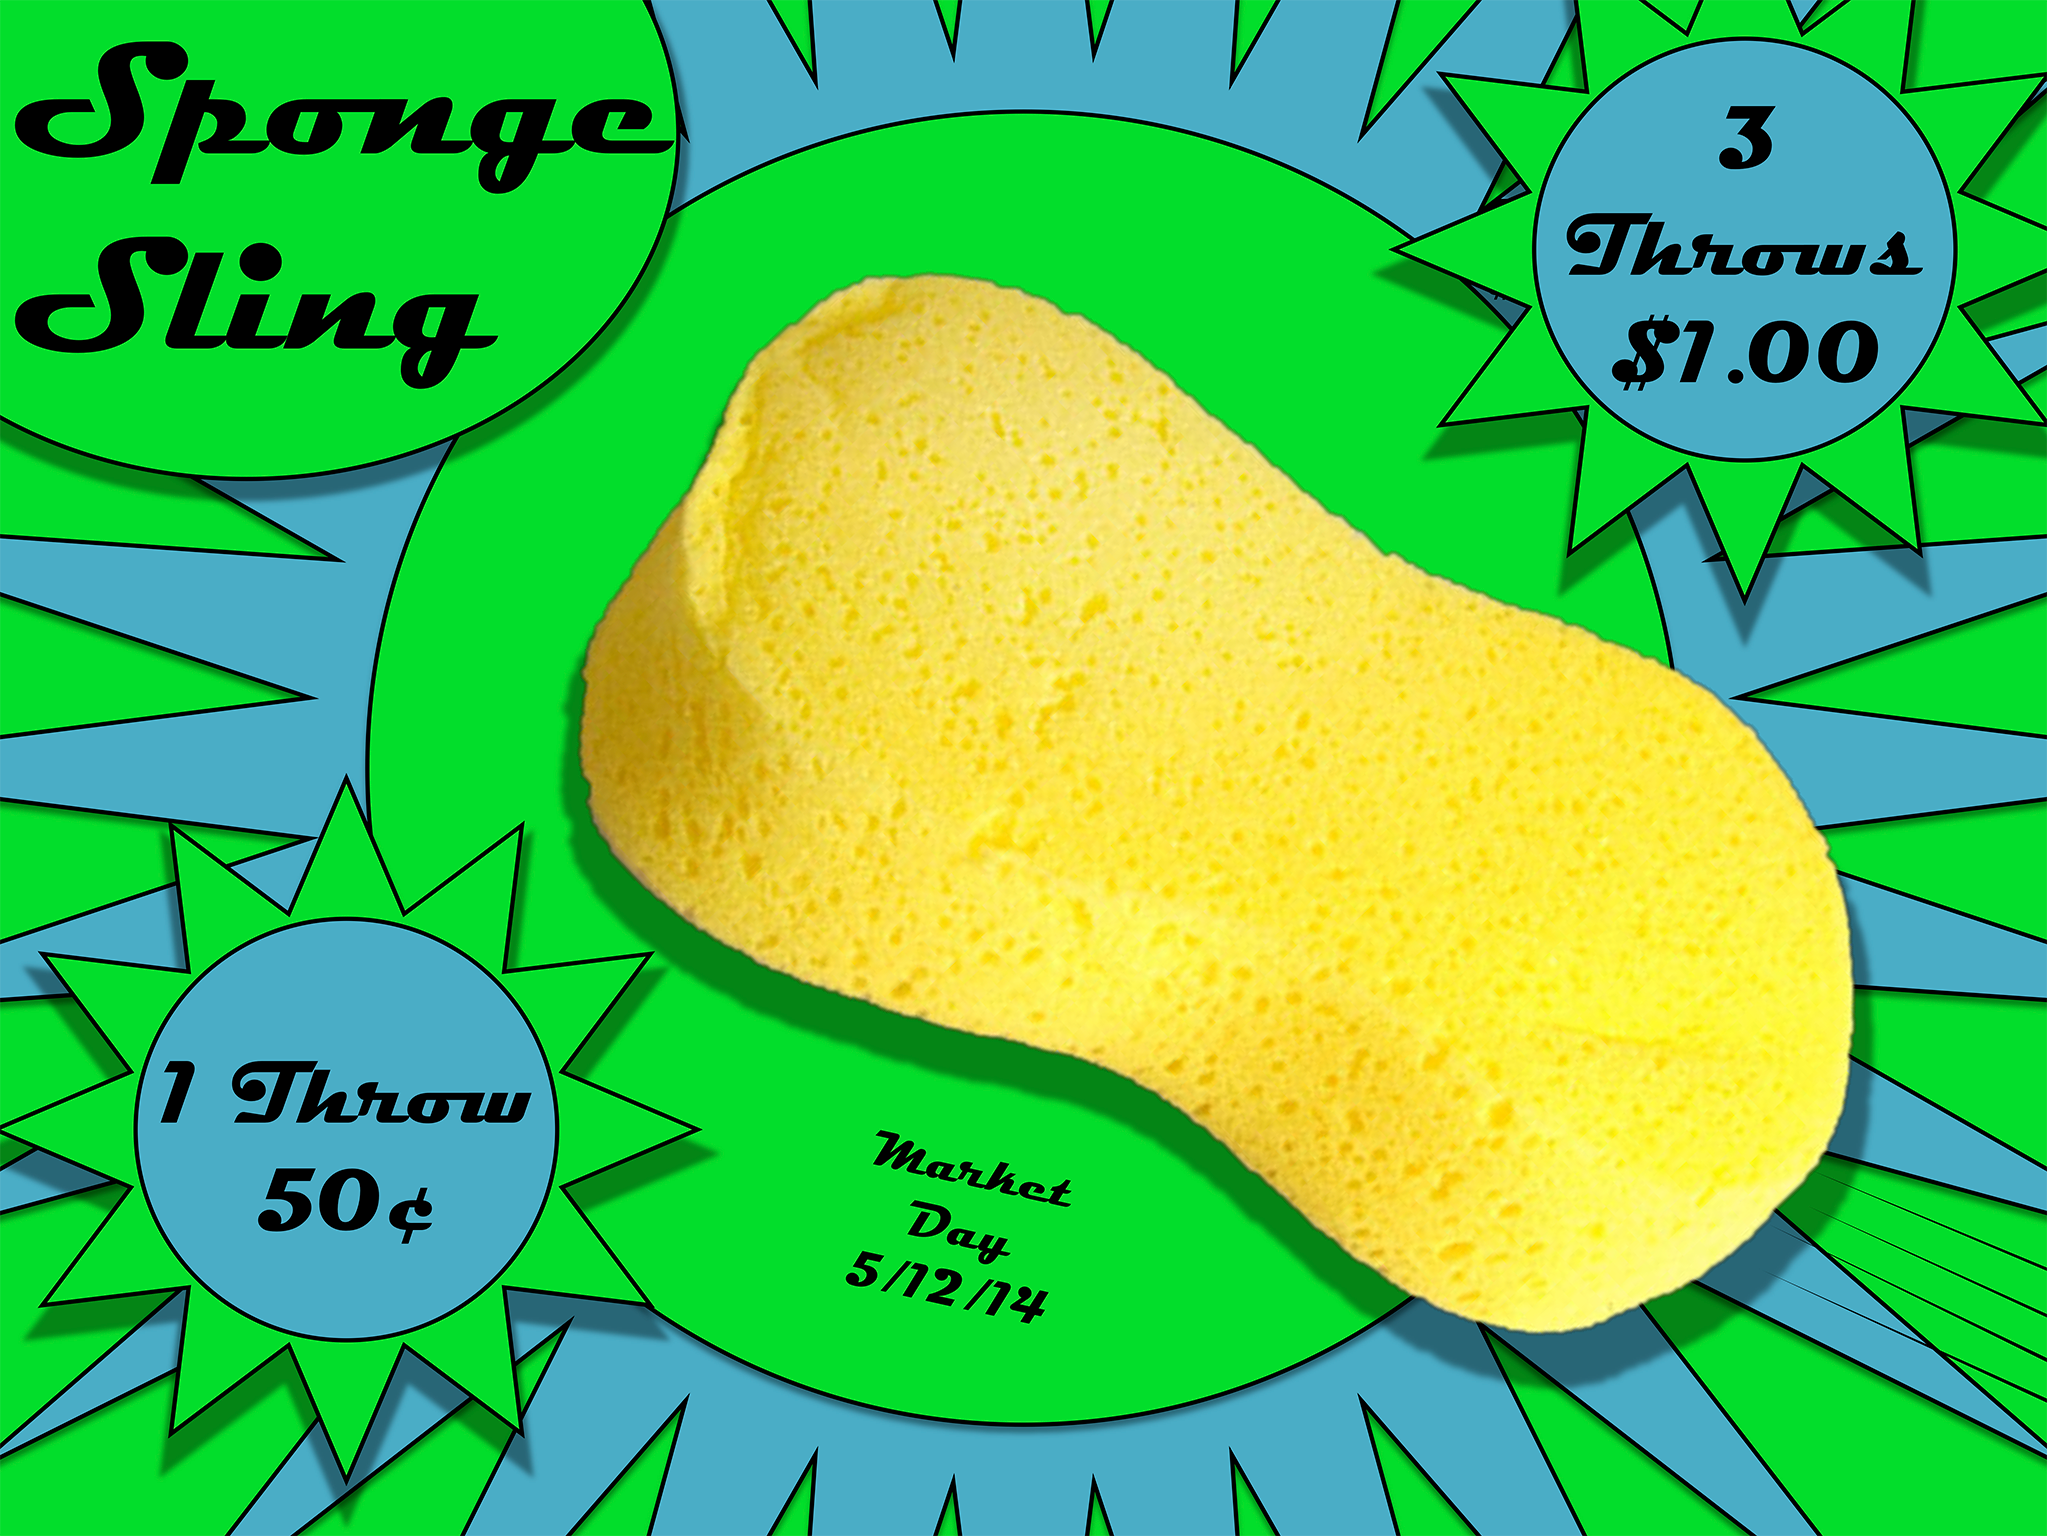 Sponge
Sling
3
Throws
$1.00
1 Throw
50¢
Market
Day
5/12/14